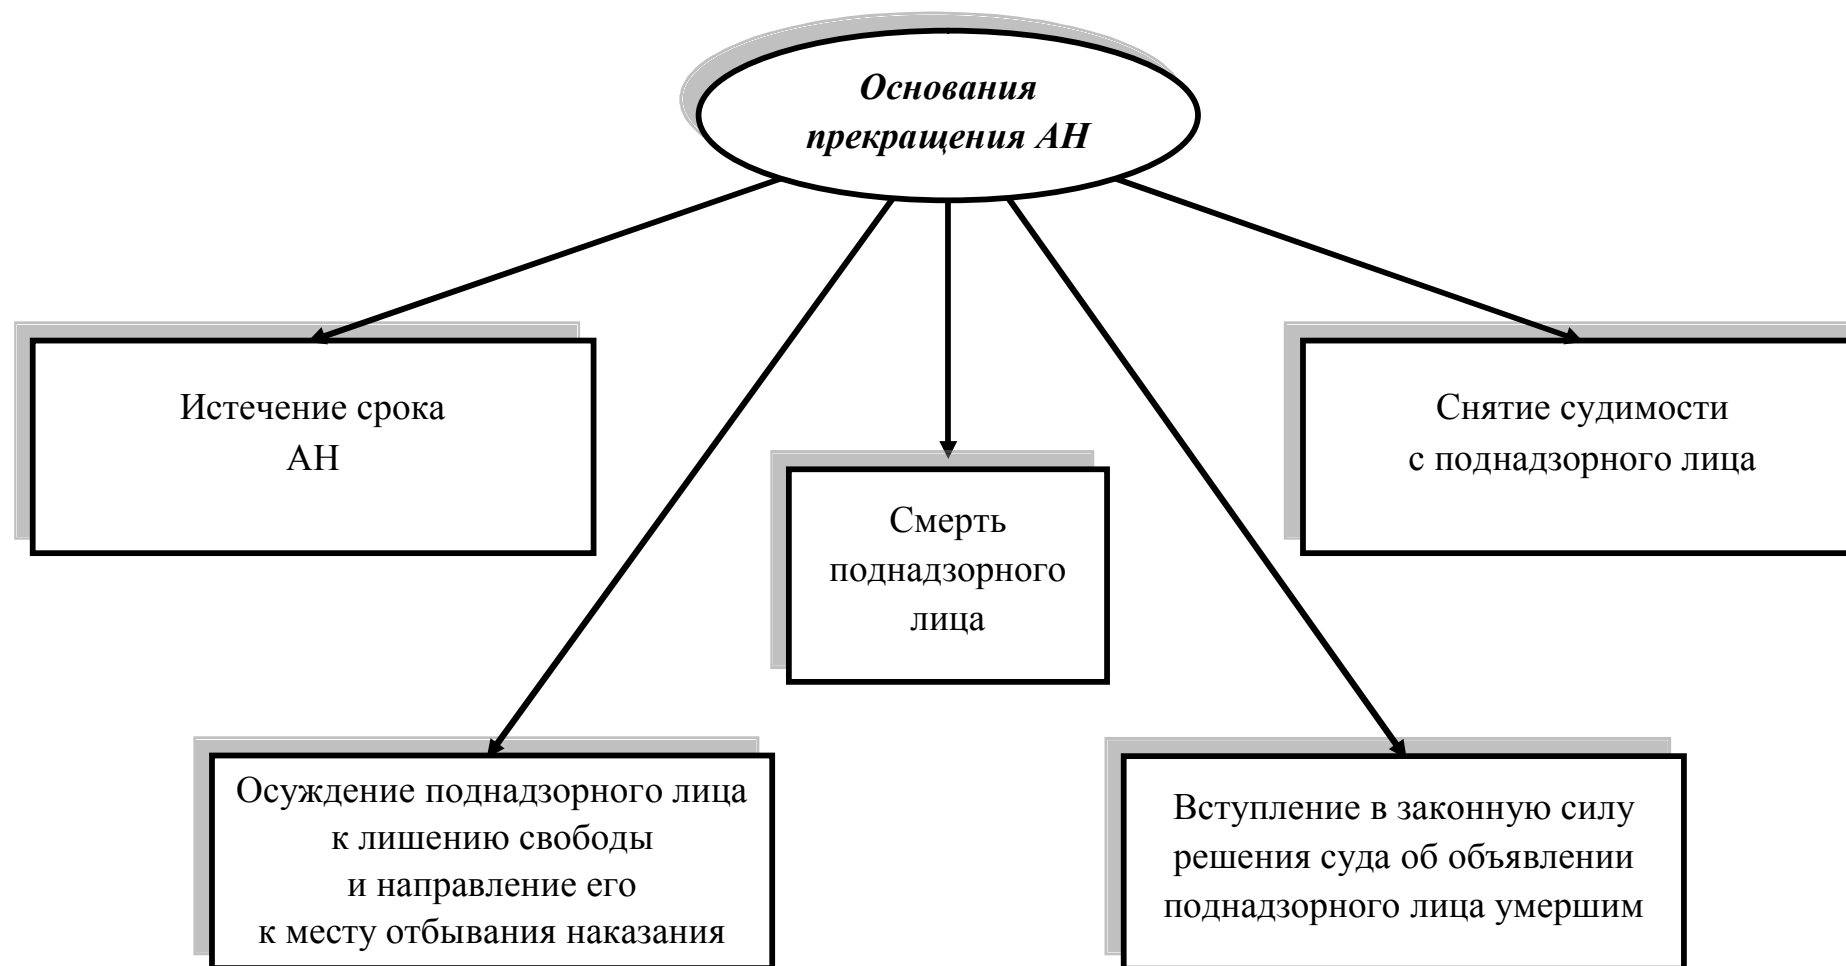 Основания
прекращения АН
Истечение срока
АН
Снятие судимости
с поднадзорного лица
Смерть
поднадзорного
лица
Осуждение поднадзорного лица
к лишению свободы
и направление его
к месту отбывания наказания
Вступление в законную силу
решения суда об объявлении
поднадзорного лица умершим